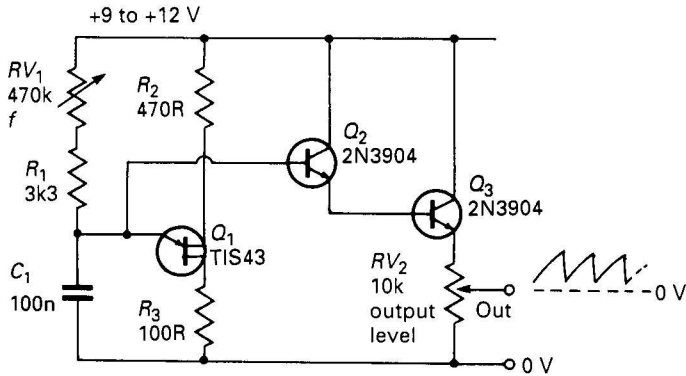 +9 to +12 V
RV₁
470k
f
R₂
470R
R₁
3k3
Q₂
2N3904
Q₃
2N3904
Q₁
TIS43
C₁
100n
R₃
100R
RV₂
10k
output
level
Out
0 V
0 V